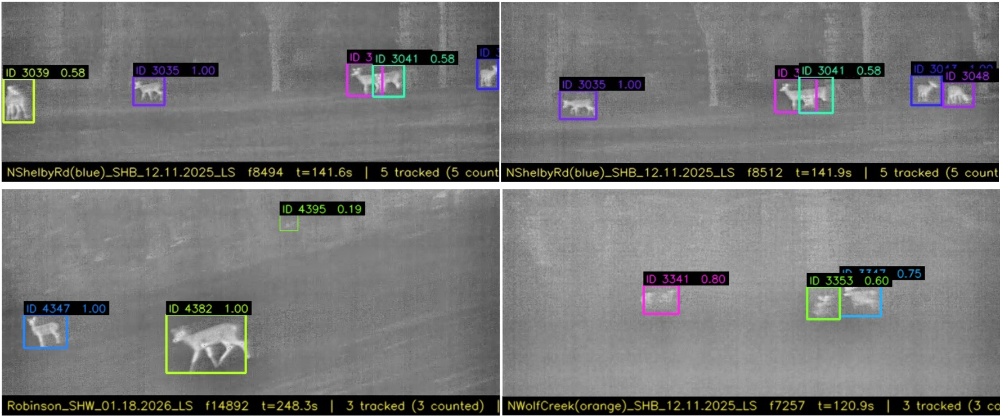 ID 3039 0.58
ID 3035 1.00
ID 3
ID 3041 0.58
ID
NShelbyRd(blue)_SHB_12.11.2025_LS f8494 t=141.6s | 5 tracked (5 count
ID 3035 1.00
ID 3
ID 3041 0.58
ID 3047 1.00
ID 3048
NShelbyRd(blue)_SHB_12.11.2025_LS f8512 t=141.9s | 5 tracked (5 count
ID 4395 0.19
ID 4347 1.00
ID 4382 1.00
Robinson_SHW_01.18.2026_LS f14892 t=248.3s | 3 tracked (3 counted) |
ID 3341 0.80
ID 3347 0.75
ID 3353 0.60
NWolfCreek(orange)_SHB_12.11.2025_LS f7257 t=120.9s | 3 tracked (3 co